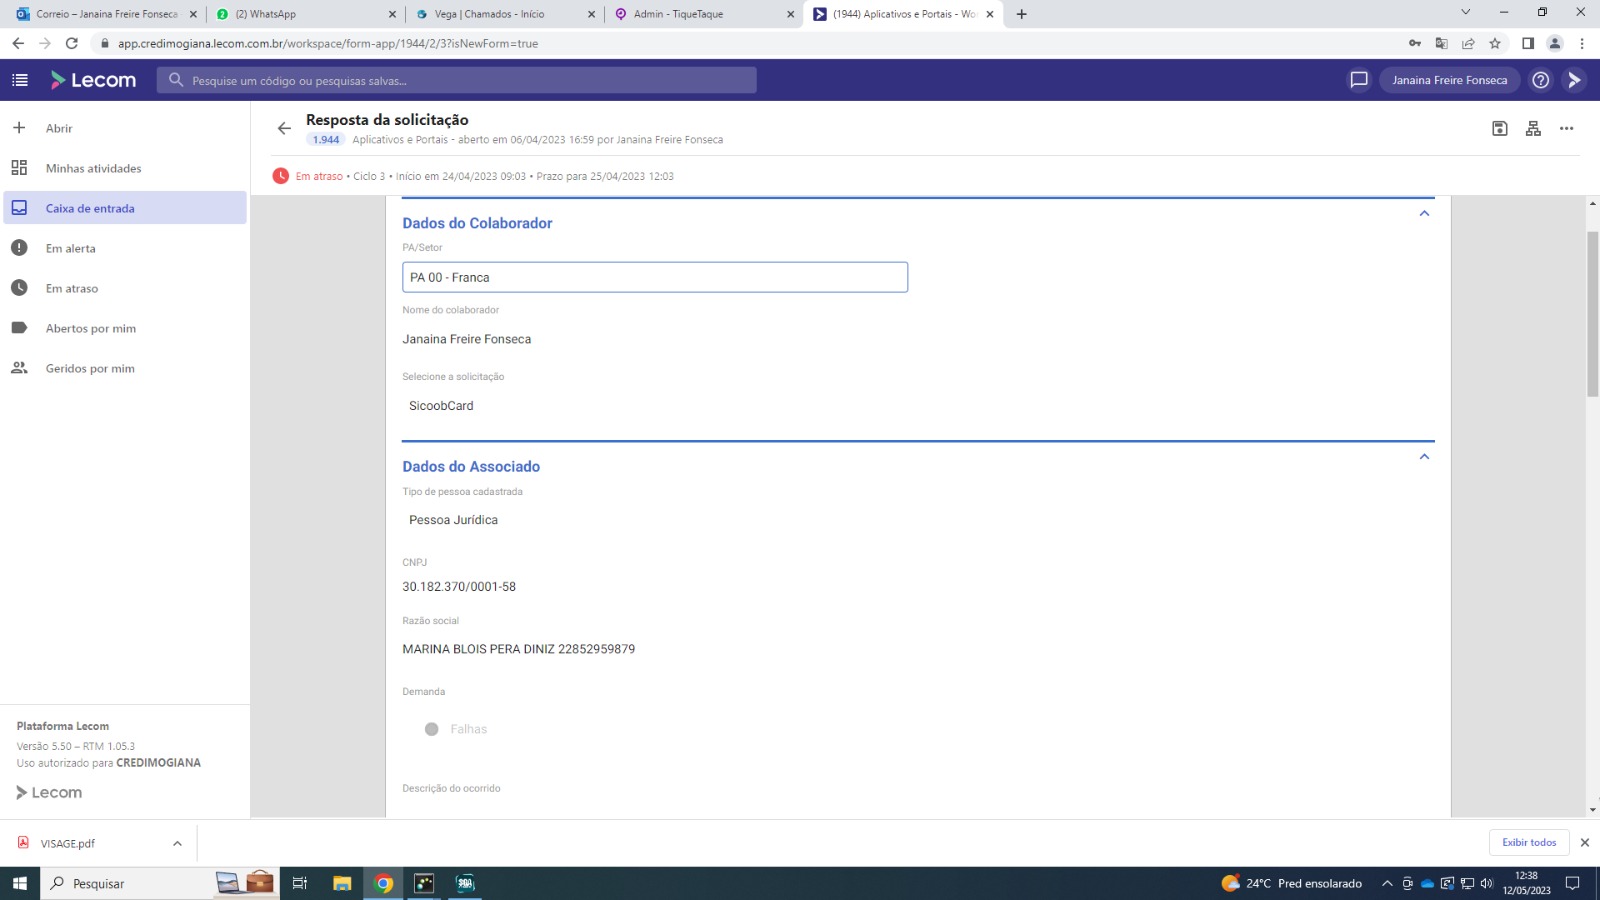 Correio – Janaina Freire Fonseca
(2) WhatsApp
Vega | Chamados - Início
Admin - TiqueTaque
(1944) Aplicativos e Portais - Wo
app.credimogiana.lecom.com.br/workspace/form-app/1944/2/3?isNewForm=true
Lecom
Pesquise um código ou pesquisas salvas...
Janaina Freire Fonseca
Abrir
Minhas atividades
Caixa de entrada
Em alerta
Em atraso
Abertos por mim
Geridos por mim
Plataforma Lecom
Versão 5.50 – RTM 1.05.3
Uso autorizado para CREDIMOGIANA
Lecom
Resposta da solicitação
1.944 Aplicativos e Portais - aberto em 06/04/2023 16:59 por Janaina Freire Fonseca
Em atraso • Ciclo 3 • Início em 24/04/2023 09:03 • Prazo para 25/04/2023 12:03
Dados do Colaborador
PA/Setor
PA 00 - Franca
Nome do colaborador
Janaina Freire Fonseca
Selecione a solicitação
SicoobCard
Dados do Associado
Tipo de pessoa cadastrada
Pessoa Jurídica
CNPJ
30.182.370/0001-58
Razão social
MARINA BLOIS PERA DINIZ 22852959879
Demanda
Falhas
Descrição do ocorrido
VISAGE.pdf
Exibir todos
Pesquisar
24°C Pred ensolarado
12:38
12/05/2023